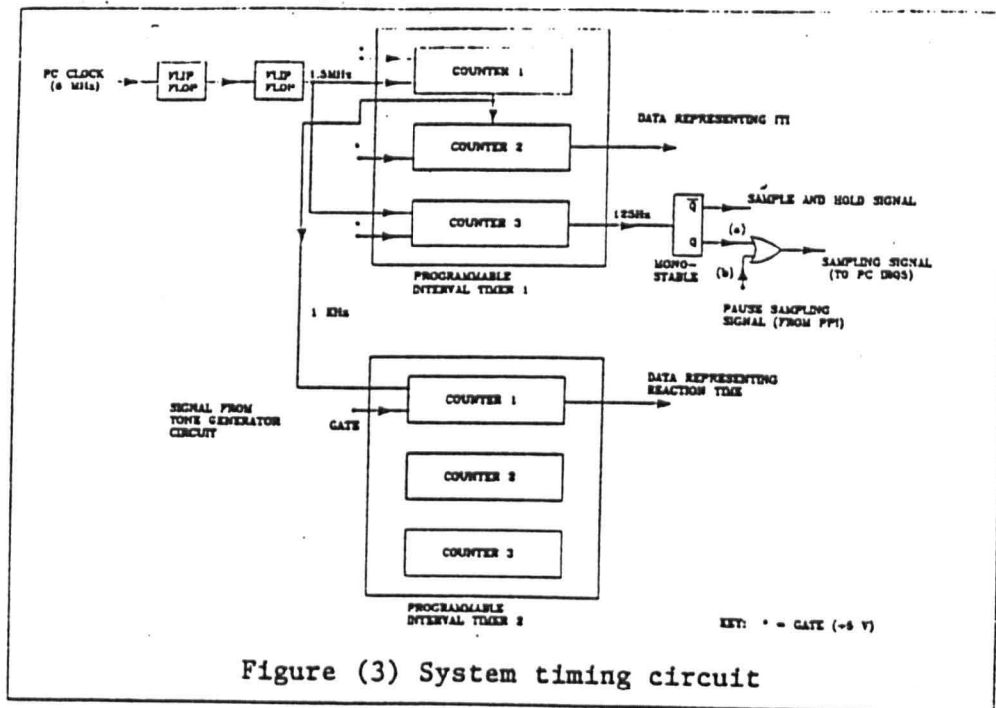 PC CLOCK
(6 MHz)
FLIP
FLOP
FLIP
FLOP
1.5MHz
COUNTER 1
COUNTER 2
DATA REPRESENTING ITI
COUNTER 3
125Hz
Q
Q
SAMPLE AND HOLD SIGNAL
(a)
(b)
MONO-
STABLE
SAMPLING SIGNAL
(TO PC IRQ5)
PAUSE SAMPLING
SIGNAL (FROM PPI)
PROGRAMMABLE
INTERVAL TIMER 1
1 KHz
SIGNAL FROM
TONE GENERATOR
CIRCUIT
GATE
COUNTER 1
DATA REPRESENTING
REACTION TIME
COUNTER 2
COUNTER 3
PROGRAMMABLE
INTERVAL TIMER 2
KEY: * = GATE (+5 V)
Figure (3) System timing circuit